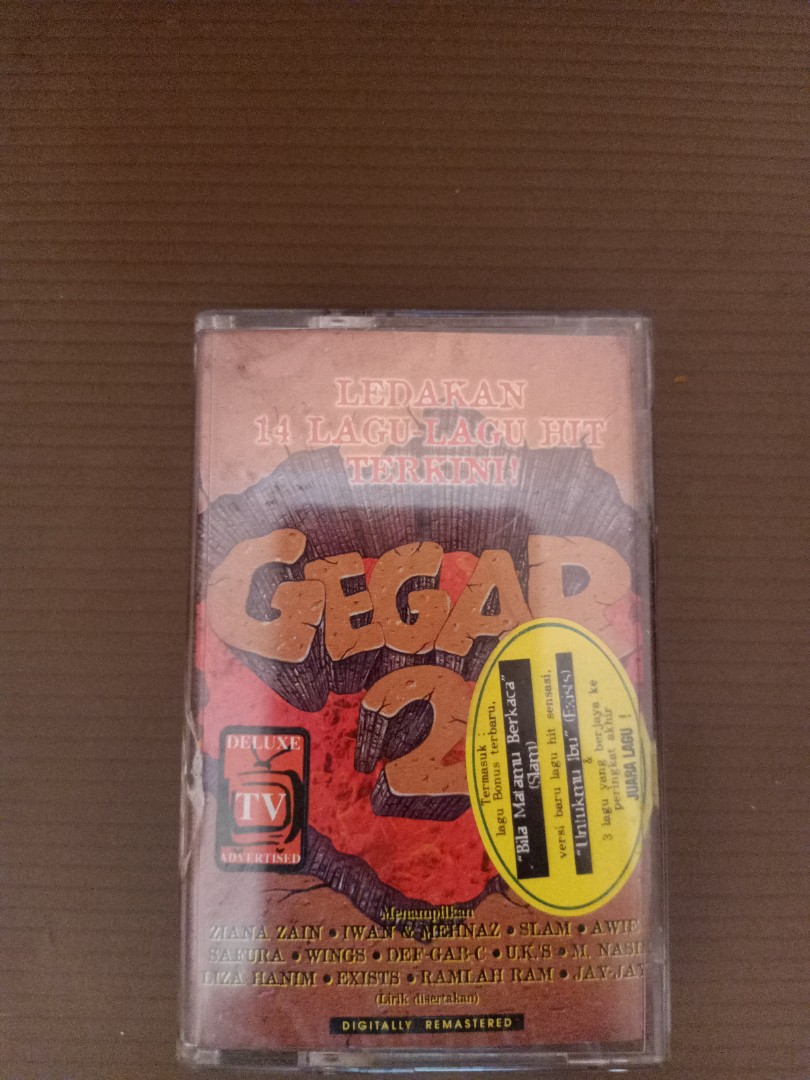 LEDAKAN
14 LAGU-LAGU HIT
TERKINI!
GEGAR
2
DELUXE
TV
ADVERTISED
Termasuk :
lagu Bonus terbaru,
"Bila Matamu Berkaca"
(Slam)
versi baru lagu hit sensasi,
"Untukmu Ibu" (Exists)
&
3 lagu yang berjaya ke
peringkat akhir
JUARA LAGU !
Menampilkan
ZIANA ZAIN • IWAN & MEHNAZ • SLAM • AWIE
SAFURA • WINGS • DEF-GAB-C • U.K.'S • M. NASI
LIZA HANIM • EXISTS • RAMLAH RAM • JAY-JAY
(Lirik disertakan)
DIGITALLY REMASTERED